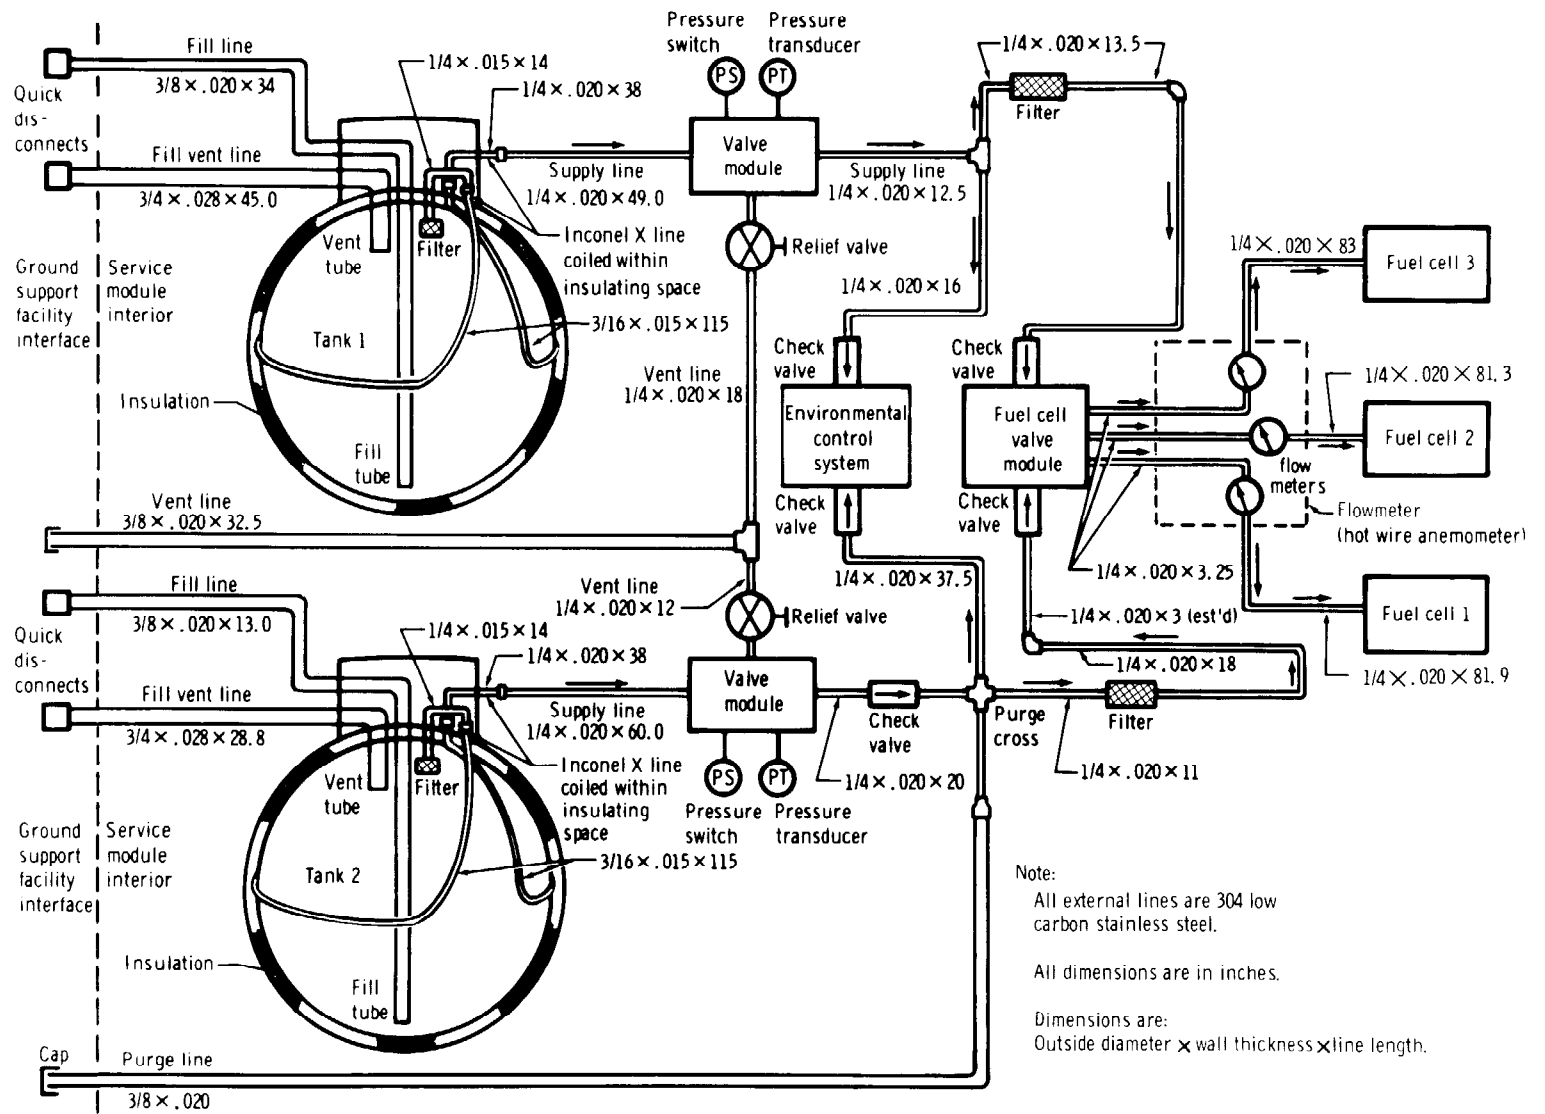 Fill line
3/8 × .020 × 34
Quick
dis-
connects
Fill vent line
3/4 × .028 × 45.0
1/4 × .015 × 14
1/4 × .020 × 38
Pressure
switch
Pressure
transducer
PS
PT
Valve
module
Supply line
1/4 × .020 × 49.0
Supply line
1/4 × .020 × 12.5
1/4 × .020 × 13.5
Filter
Vent
tube
Filter
Inconel X line
coiled within
insulating space
3/16 × .015 × 115
Relief valve
Ground
support
facility
interface
Service
module
interior
Tank 1
Insulation
Fill
tube
Vent line
1/4 × .020 × 18
1/4 × .020 × 16
Check
valve
Environmental
control
system
Check
valve
Check
valve
Fuel cell
valve
module
Check
valve
1/4 × .020 × 83
Fuel cell 3
1/4 × .020 × 81.3
Fuel cell 2
flow
meters
Flowmeter
(hot wire anemometer)
1/4 × .020 × 3.25
Fuel cell 1
1/4 × .020 × 81.9
Vent line
3/8 × .020 × 32.5
Vent line
1/4 × .020 × 12
1/4 × .020 × 37.5
1/4 × .020 × 3 (est'd)
1/4 × .020 × 18
Fill line
3/8 × .020 × 13.0
Quick
dis-
connects
Fill vent line
3/4 × .028 × 28.8
1/4 × .015 × 14
1/4 × .020 × 38
Relief valve
Supply line
1/4 × .020 × 60.0
Valve
module
Check
valve
Purge
cross
Filter
1/4 × .020 × 20
1/4 × .020 × 11
Vent
tube
Filter
Inconel X line
coiled within
insulating
space
3/16 × .015 × 115
PS
PT
Pressure
switch
Pressure
transducer
Ground
support
facility
interface
Service
module
interior
Tank 2
Insulation
Fill
tube
Cap
Purge line
3/8 × .020
Note:
All external lines are 304 low
carbon stainless steel.
All dimensions are in inches.
Dimensions are:
Outside diameter × wall thickness × line length.